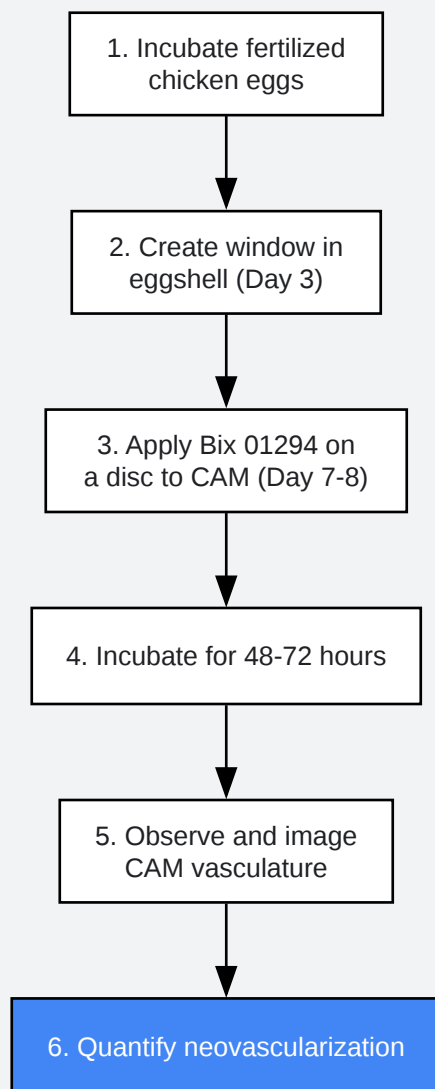 1. Incubate fertilized
chicken eggs
2. Create window in
eggshell (Day 3)
3. Apply Bix 01294 on
a disc to CAM (Day 7-8)
4. Incubate for 48-72 hours
5. Observe and image
CAM vasculature
6. Quantify neovascularization